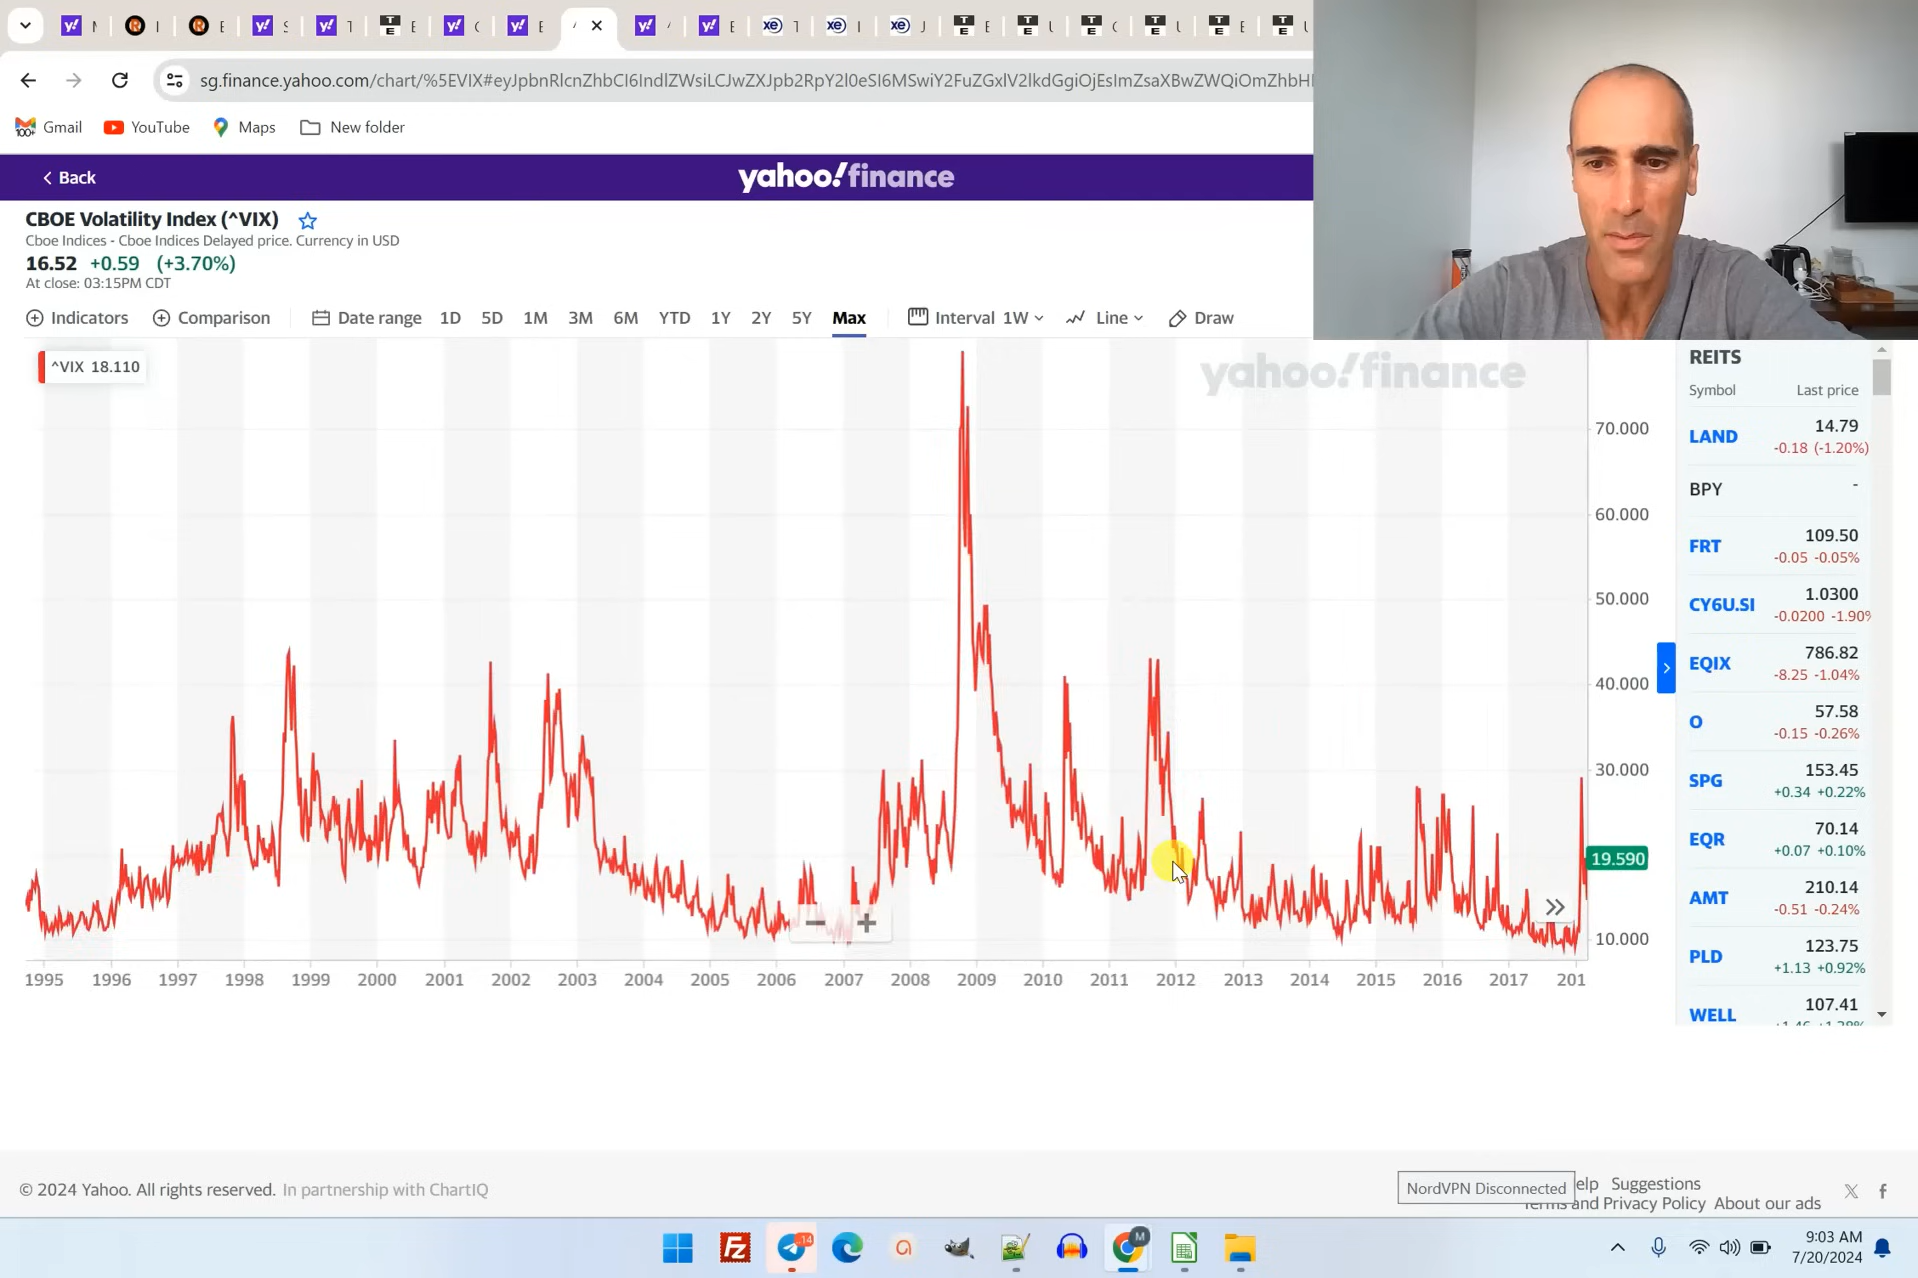 sg.finance.yahoo.com/chart/%5EVIX#eyJpbnRlcnZhbCI6IndlZWsiLCJwZXJpb2RpY2l0eSI6MSwiY2FuZGxlV2lkdGgiOjEsImZsaXBwZWQiOmZhbH
Gmail YouTube Maps New folder
Back
yahoo!finance
CBOE Volatility Index (^VIX)
Cboe Indices - Cboe Indices Delayed price. Currency in USD
16.52 +0.59 (+3.70%)
At close: 03:15PM CDT
Indicators Comparison Date range 1D 5D 1M 3M 6M YTD 1Y 2Y 5Y Max Interval 1W Line Draw
^VIX 18.110
yahoo!finance
70.000
60.000
50.000
40.000
30.000
19.590
10.000
1995 1996 1997 1998 1999 2000 2001 2002 2003 2004 2005 2006 2007 2008 2009 2010 2011 2012 2013 2014 2015 2016 2017 201
REITS
Symbol Last price
LAND 14.79
-0.18 (-1.20%)
BPY -
FRT 109.50
-0.05 -0.05%
CY6U.SI 1.0300
-0.0200 -1.90%
EQIX 786.82
-8.25 -1.04%
O 57.58
-0.15 -0.26%
SPG 153.45
+0.34 +0.22%
EQR 70.14
+0.07 +0.10%
AMT 210.14
-0.51 -0.24%
PLD 123.75
+1.13 +0.92%
WELL 107.41
© 2024 Yahoo. All rights reserved. In partnership with ChartIQ
NordVPN Disconnected
elp Suggestions
Terms and Privacy Policy About our ads
9:03 AM
7/20/2024